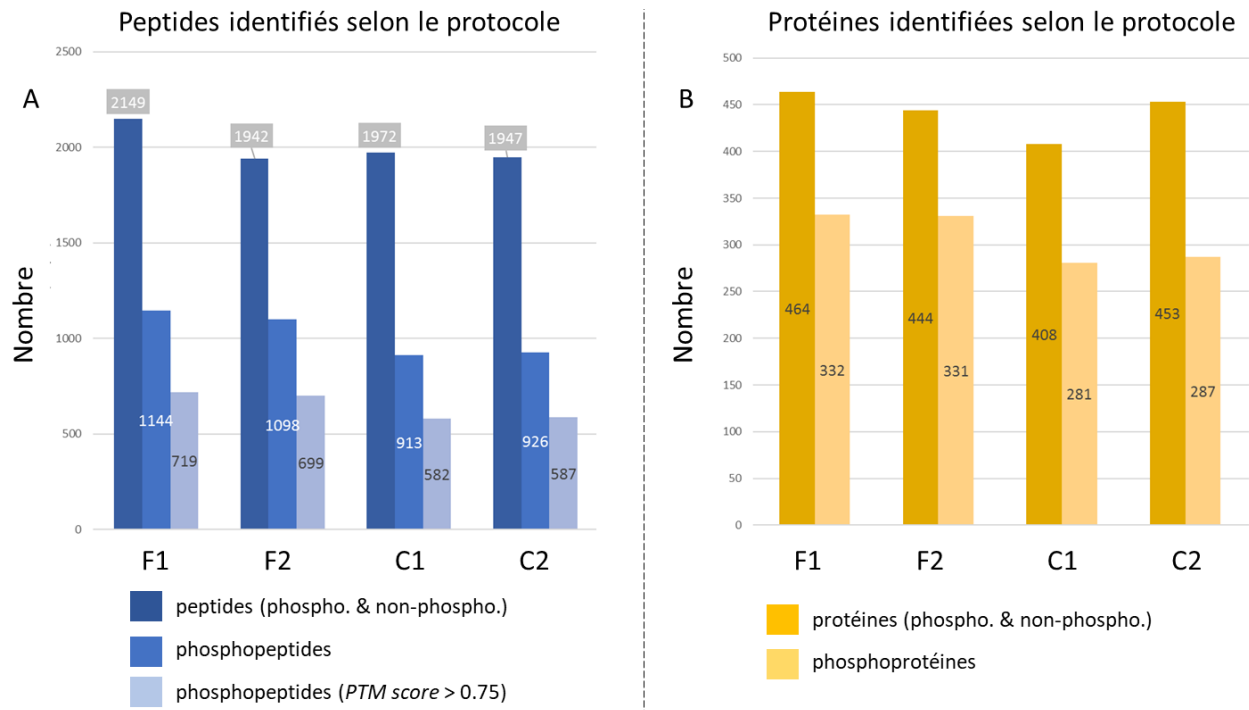 Peptides identifiés selon le protocole
A
Nombre
2500
2000
1500
1000
500
0
2149
1942
1972
1947
1144
1098
913
926
719
699
582
587
F1
F2
C1
C2
peptides (phospho. & non-phospho.)
phosphopeptides
phosphopeptides (PTM score > 0.75)
Protéines identifiées selon le protocole
B
Nombre
500
450
400
350
300
250
200
150
100
50
0
464
332
444
331
408
281
453
287
F1
F2
C1
C2
protéines (phospho. & non-phospho.)
phosphoprotéines